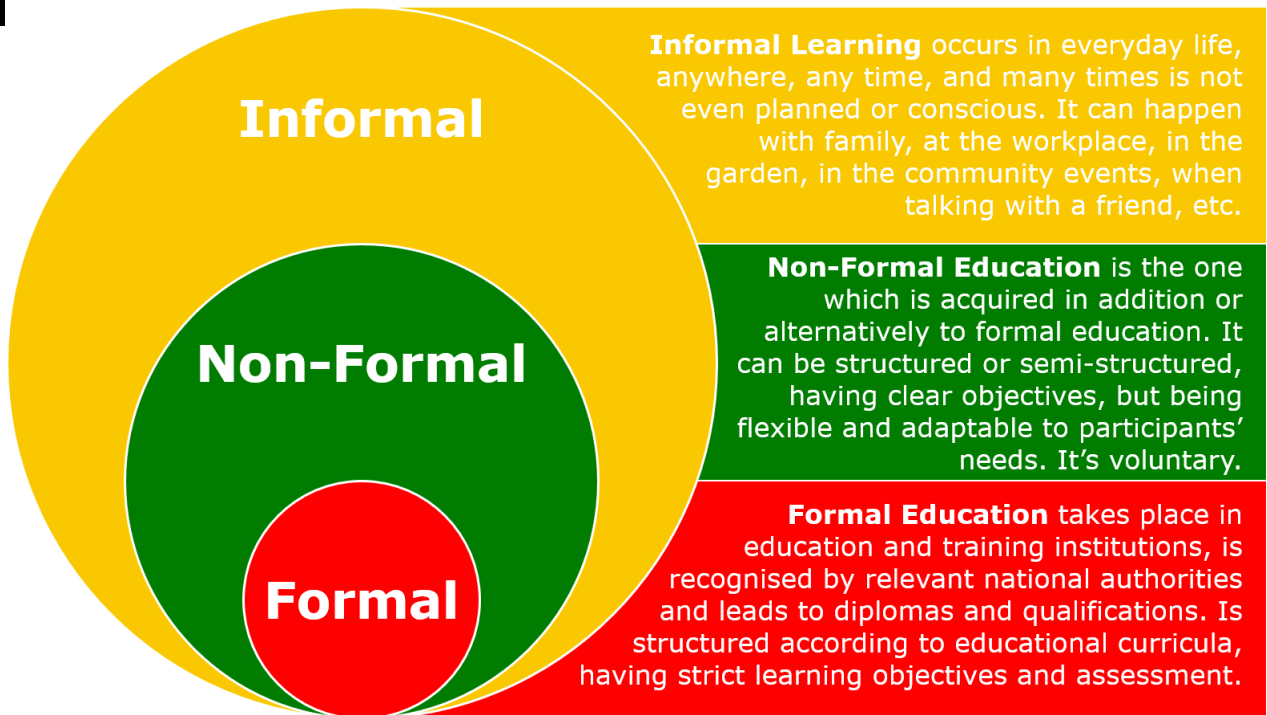 Informal
Informal Learning occurs in everyday life,
anywhere, any time, and many times is not
even planned or conscious. It can happen
with family, at the workplace, in the
garden, in the community events, when
talking with a friend, etc.
Non-Formal
Non-Formal Education is the one
which is acquired in addition or
alternatively to formal education. It
can be structured or semi-structured,
having clear objectives, but being
flexible and adaptable to participants’
needs. It’s voluntary.
Formal
Formal Education takes place in
education and training institutions, is
recognised by relevant national authorities
and leads to diplomas and qualifications. Is
structured according to educational curricula,
having strict learning objectives and assessment.